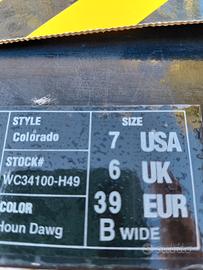 STYLE
Colorado
STOCK#
WC34100-H49
COLOR
Houn Dawg
SIZE
7 USA
6 UK
39 EUR
B WIDE